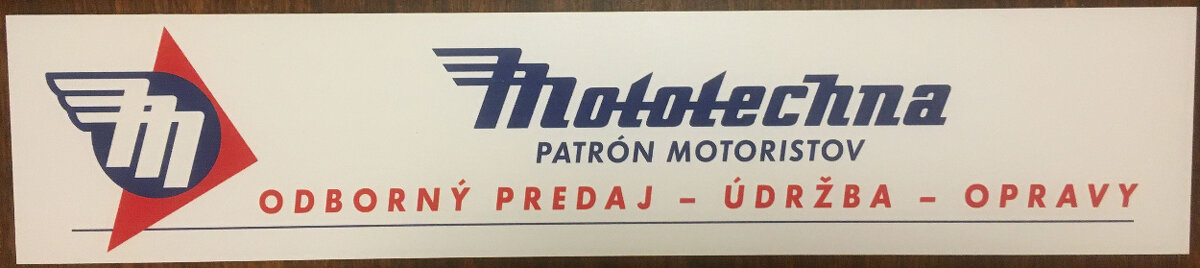 m
Mototechna
PATRÓN MOTORISTOV
ODBORNÝ PREDAJ – ÚDRŽBA – OPRAVY